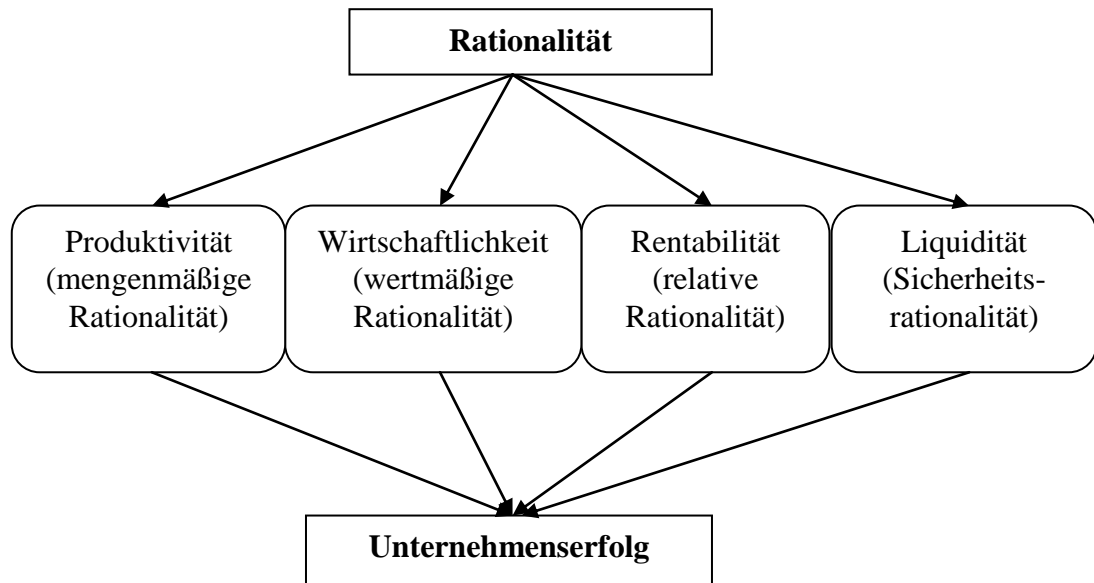 Rationalität
Produktivität
(mengenmäßige
Rationalität)
Wirtschaftlichkeit
(wertmäßige
Rationalität)
Rentabilität
(relative
Rationalität)
Liquidität
(Sicherheits-
rationalität)
Unternehmenserfolg